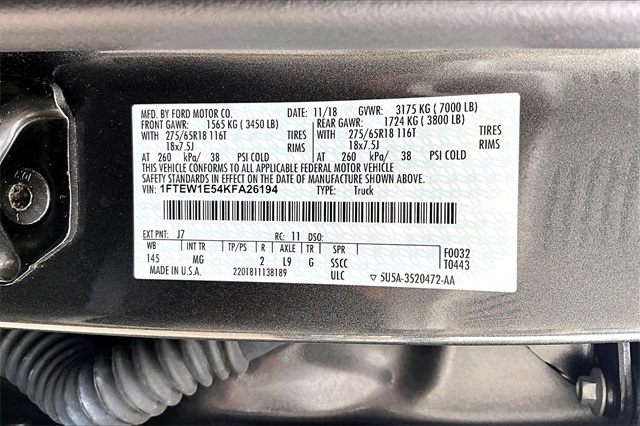 MFD. BY FORD MOTOR CO. DATE: 11/18 GVWR: 3175 KG ( 7000 LB)
FRONT GAWR: 1565 KG ( 3450 LB) REAR GAWR: 1724 KG ( 3800 LB)
WITH 275/65R18 116T TIRES WITH 275/65R18 116T TIRES
18x7.5J RIMS 18x7.5J RIMS
AT 260 kPa/ 38 PSI COLD AT 260 kPa/ 38 PSI COLD
THIS VEHICLE CONFORMS TO ALL APPLICABLE FEDERAL MOTOR VEHICLE
SAFETY STANDARDS IN EFFECT ON THE DATE OF MANUFACTURE SHOWN ABOVE.
VIN: 1FTEW1E54KFA26194 TYPE: Truck
EXT PNT: J7 RC: 11 DSO:
WB INT TR TP/PS R AXLE TR SPR F0032
145 MG 2 L9 G SSCC T0443
MADE IN U.S.A. 2201811138189 ULC ▽ 5U5A-3520472-AA